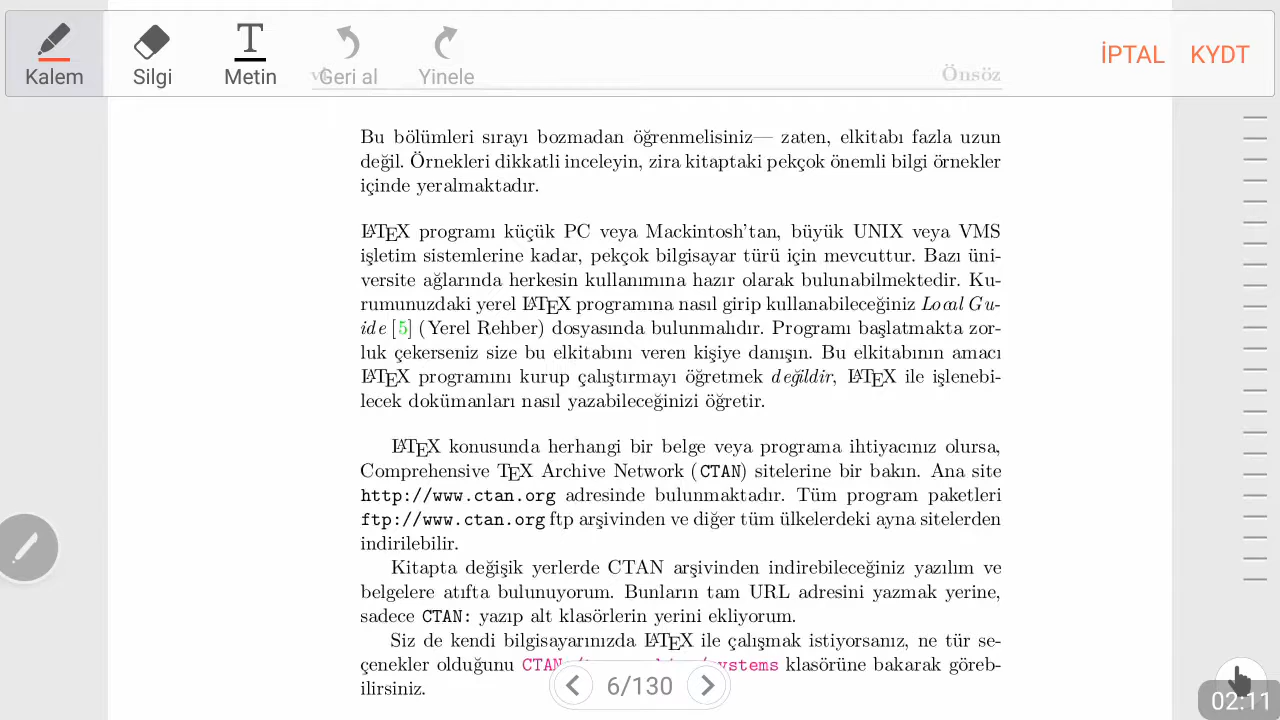 Kalem Silgi Metin Geri al Yinele İPTAL KYDT
vi Önsöz
Bu bölümleri sırayı bozmadan öğrenmelisiniz— zaten, elkitabı fazla uzun
değil. Örnekleri dikkatli inceleyin, zira kitaptaki pekçok önemli bilgi örnekler
içinde yeralmaktadır.
LATEX programı küçük PC veya Mackintosh'tan, büyük UNIX veya VMS
işletim sistemlerine kadar, pekçok bilgisayar türü için mevcuttur. Bazı üni-
versite ağlarında herkesin kullanımına hazır olarak bulunabilmektedir. Ku-
rumunuzdaki yerel LATEX programına nasıl girip kullanabileceğiniz Local Gu-
ide [5] (Yerel Rehber) dosyasında bulunmalıdır. Programı başlatmakta zor-
luk çekerseniz size bu elkitabını veren kişiye danışın. Bu elkitabının amacı
LATEX programını kurup çalıştırmayı öğretmek değildir, LATEX ile işlenebi-
lecek dokümanları nasıl yazabileceğinizi öğretir.
LATEX konusunda herhangi bir belge veya programa ihtiyacınız olursa,
Comprehensive TEX Archive Network (CTAN) sitelerine bir bakın. Ana site
http://www.ctan.org adresinde bulunmaktadır. Tüm program paketleri
ftp://www.ctan.org ftp arşivinden ve diğer tüm ülkelerdeki ayna sitelerden
indirilebilir.
Kitapta değişik yerlerde CTAN arşivinden indirebileceğiniz yazılım ve
belgelere atıfta bulunuyorum. Bunların tam URL adresini yazmak yerine,
sadece CTAN: yazıp alt klasörlerin yerini ekliyorum.
Siz de kendi bilgisayarınızda LATEX ile çalışmak istiyorsanız, ne tür se-
çenekler olduğunu CTAN systems klasörüne bakarak göreb-
ilirsiniz.
6/130
02:11